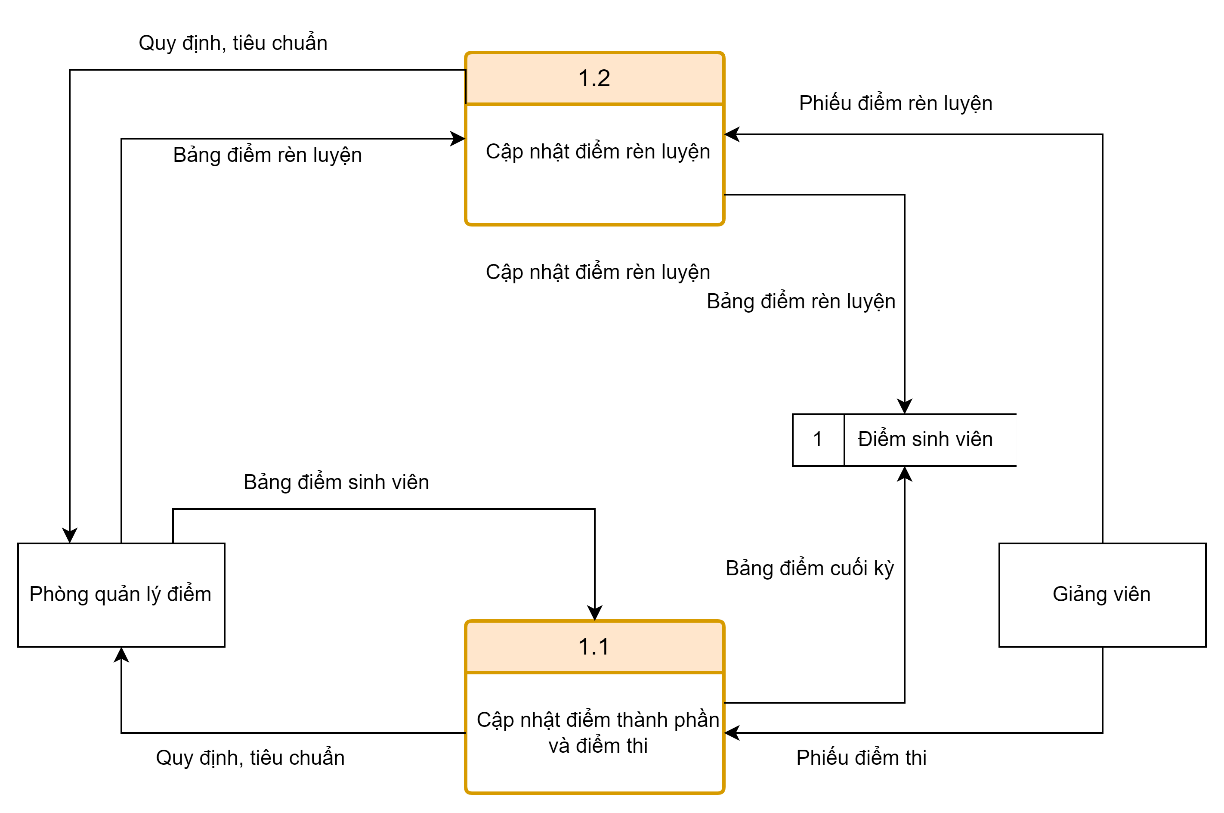 Quy định, tiêu chuẩn
1.2
Phiếu điểm rèn luyện
Bảng điểm rèn luyện
Cập nhật điểm rèn luyện
Cập nhật điểm rèn luyện
Bảng điểm rèn luyện
1
Điểm sinh viên
Bảng điểm sinh viên
Bảng điểm cuối kỳ
Phòng quản lý điểm
Giảng viên
1.1
Cập nhật điểm thành phần
và điểm thi
Quy định, tiêu chuẩn
Phiếu điểm thi